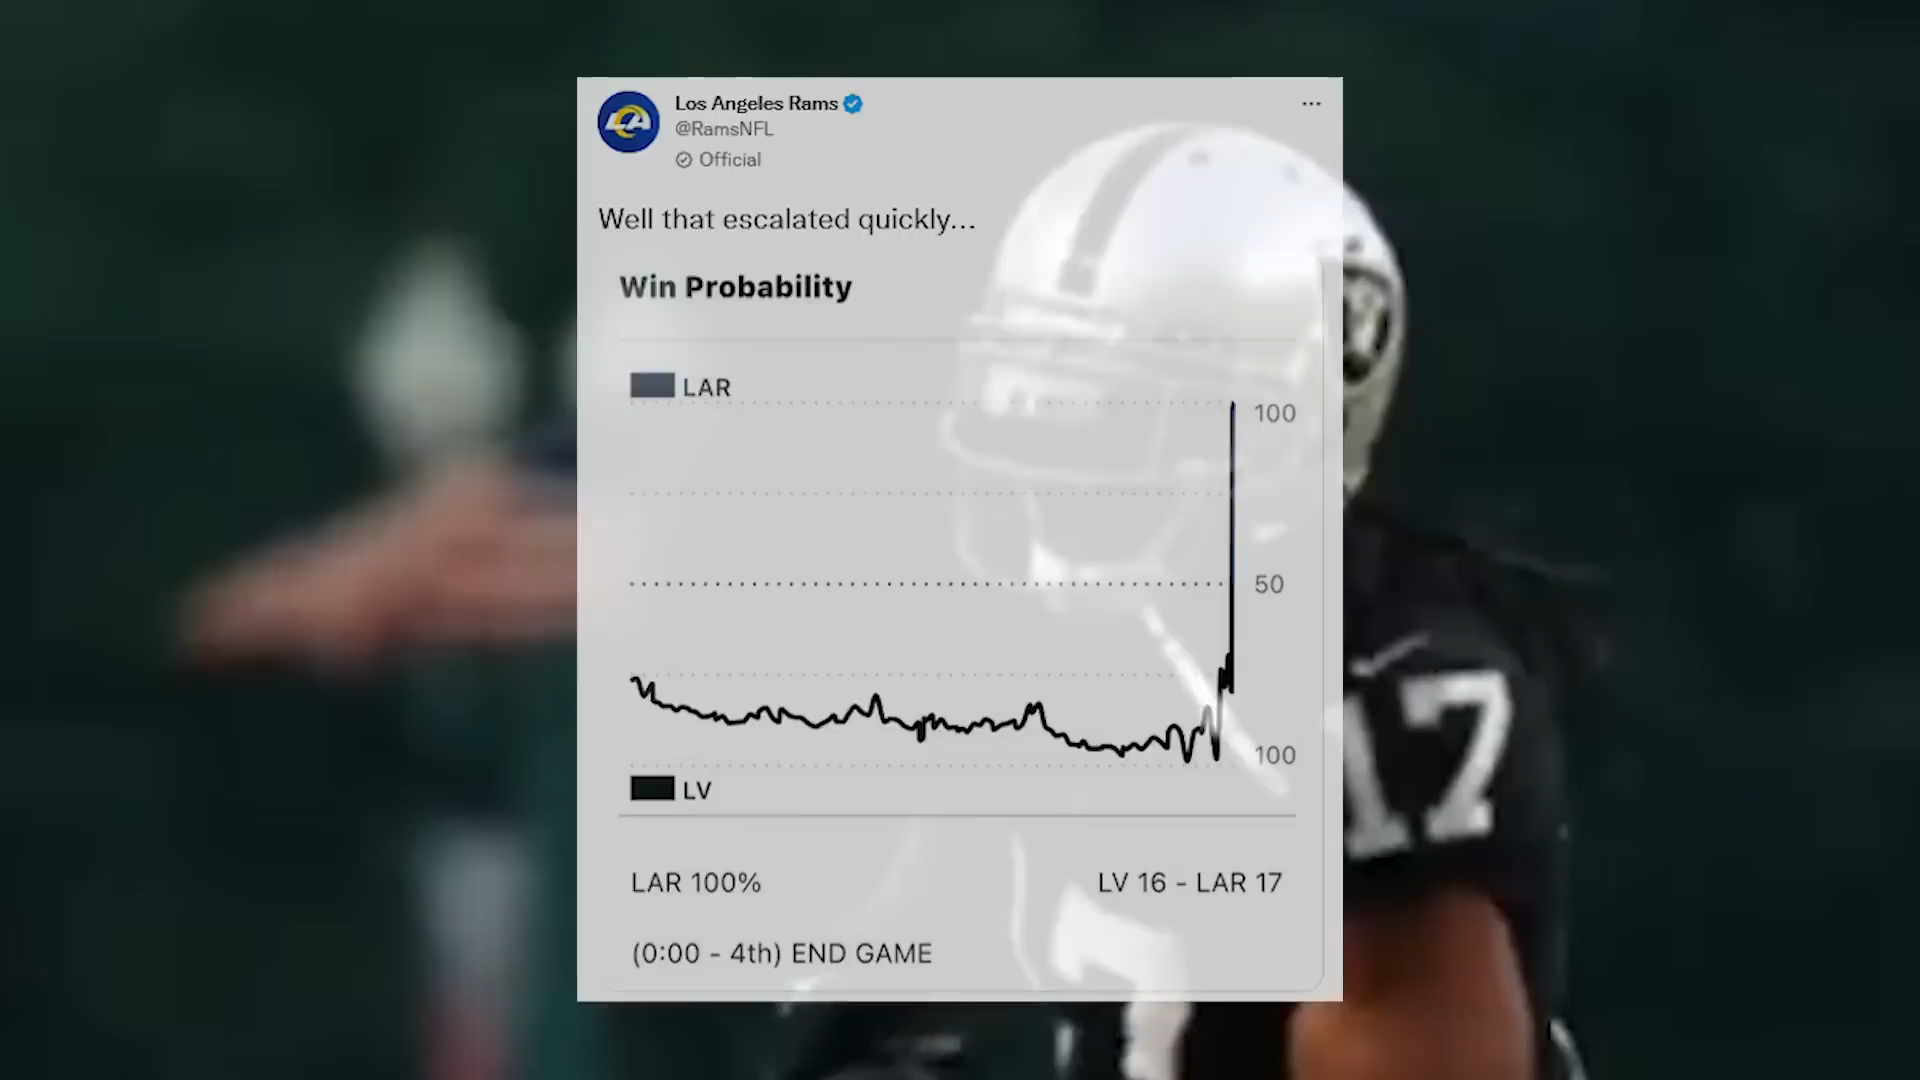 Los Angeles Rams
@RamsNFL
Official
Well that escalated quickly...
Win Probability
LAR
100
50
100
LV
LAR 100%
LV 16 - LAR 17
(0:00 - 4th) END GAME
17